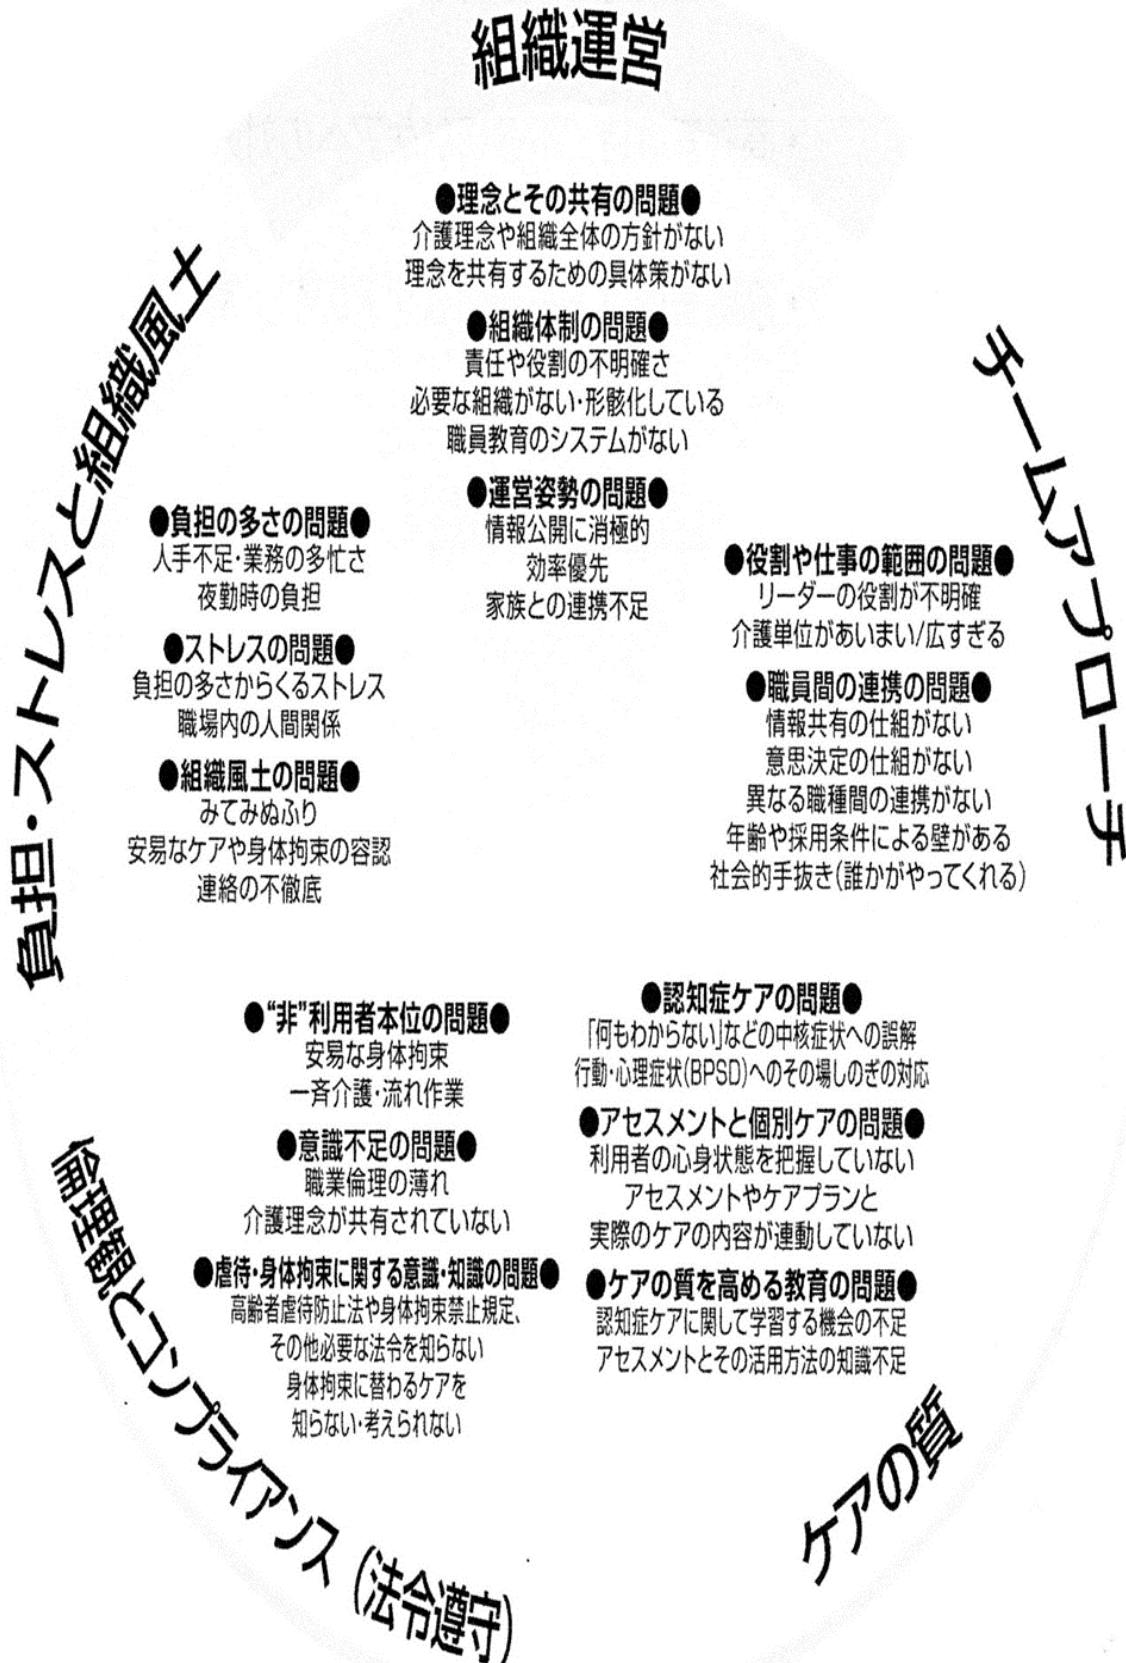 組織運営
●理念とその共有の問題●
介護理念や組織全体の方針がない
理念を共有するための具体策がない
●組織体制の問題●
責任や役割の不明確さ
必要な組織がない・形骸化している
職員教育のシステムがない
●運営姿勢の問題●
情報公開に消極的
効率優先
家族との連携不足
チームアプローチ
●役割や仕事の範囲の問題●
リーダーの役割が不明確
介護単位があいまい/広すぎる
●職員間の連携の問題●
情報共有の仕組がない
意思決定の仕組がない
異なる職種間の連携がない
年齢や採用条件による壁がある
社会的手抜き(誰かがやってくれる)
ケアの質
●認知症ケアの問題●
「何もわからない」などの中核症状への誤解
行動・心理症状(BPSD)へのその場しのぎの対応
●アセスメントと個別ケアの問題●
利用者の心身状態を把握していない
アセスメントやケアプランと
実際のケアの内容が連動していない
●ケアの質を高める教育の問題●
認知症ケアに関して学習する機会の不足
アセスメントとその活用方法の知識不足
倫理観とコンプライアンス(法令遵守)
●“非”利用者本位の問題●
安易な身体拘束
一斉介護・流れ作業
●意識不足の問題●
職業倫理の薄れ
介護理念が共有されていない
●虐待・身体拘束に関する意識・知識の問題●
高齢者虐待防止法や身体拘束禁止規定、
その他必要な法令を知らない
身体拘束に替わるケアを
知らない・考えられない
負担・ストレスと組織風土
●負担の多さの問題●
人手不足・業務の多忙さ
夜勤時の負担
●ストレスの問題●
負担の多さからくるストレス
職場内の人間関係
●組織風土の問題●
みてみぬふり
安易なケアや身体拘束の容認
連絡の不徹底